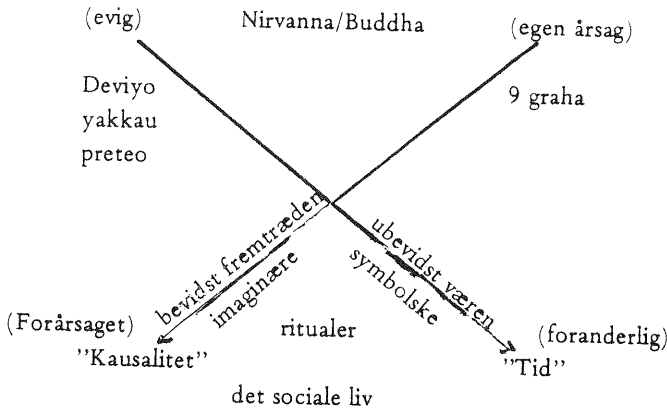 (evig)
Nirvanna/Buddha
(egen årsag)
Deviyo
yakkau
preteo
9 graha
bevidst fremtræden
imaginære
ubevidst væren
symbolske
(Forårsaget)
"Kausalitet"
ritualer
(foranderlig)
"Tid"
det sociale liv